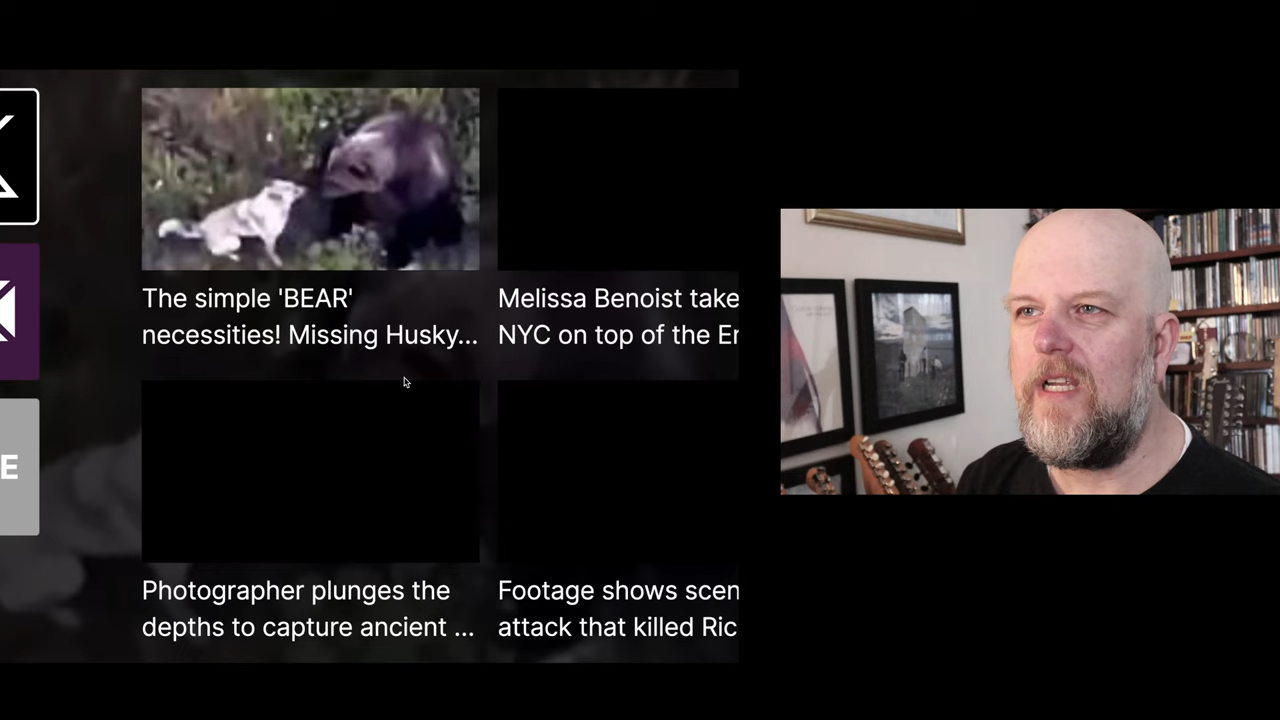 The simple 'BEAR'
necessities! Missing Husky...
Melissa Benoist take
NYC on top of the Er
Photographer plunges the
depths to capture ancient ...
Footage shows scen
attack that killed Ric
E